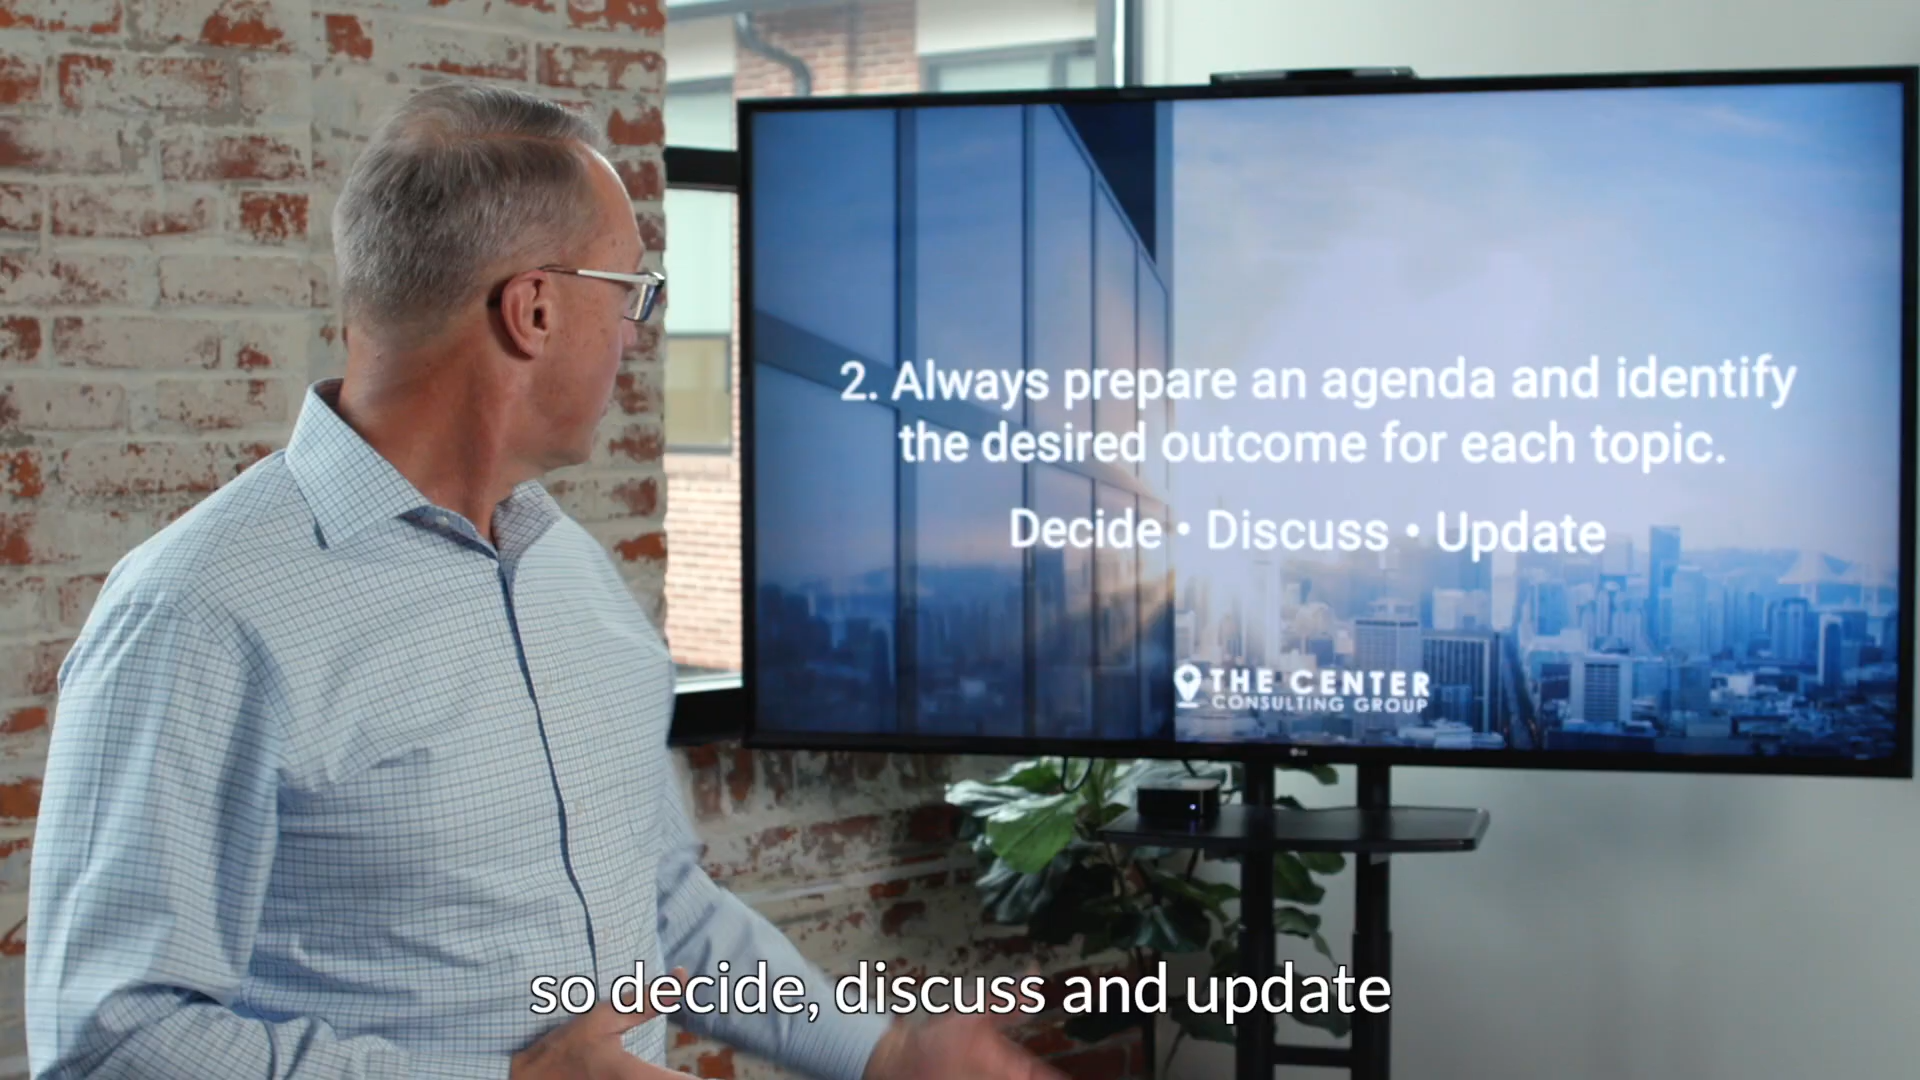 2. Always prepare an agenda and identify
the desired outcome for each topic.
Decide • Discuss • Update
THE CENTER
CONSULTING GROUP
LG
so decide, discuss and update